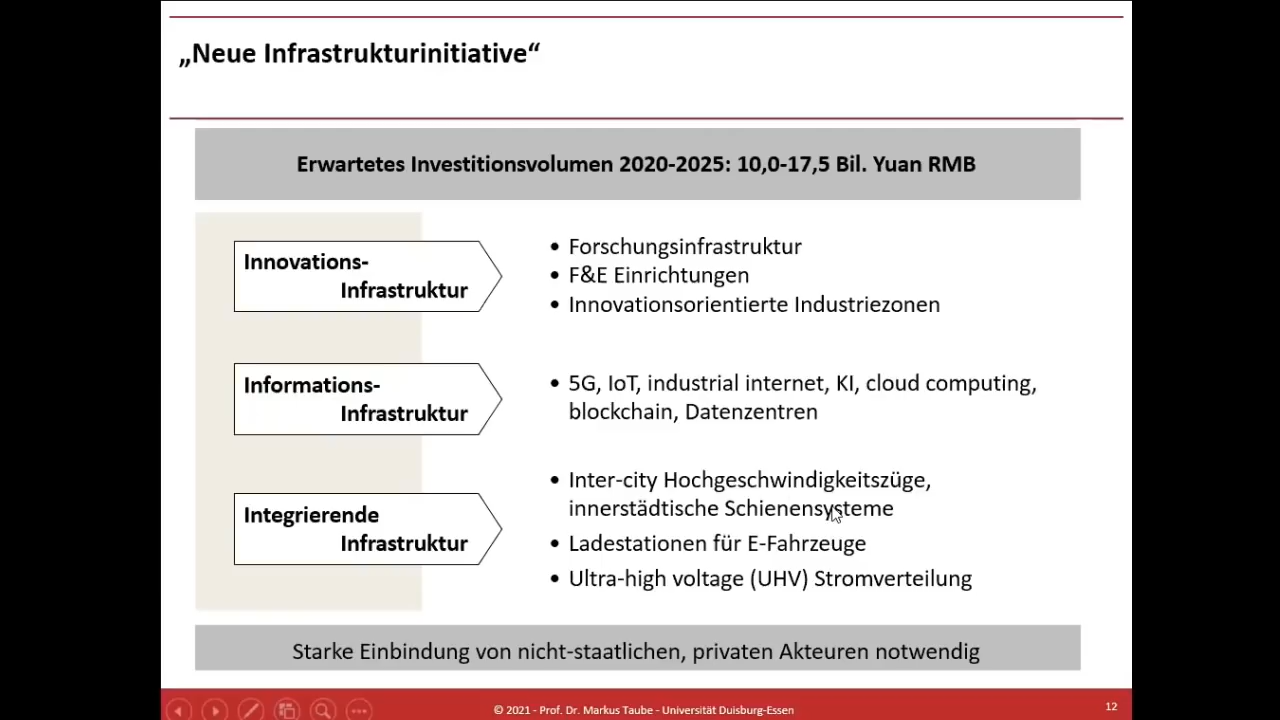 „Neue Infrastrukturinitiative“
Erwartetes Investitionsvolumen 2020-2025: 10,0-17,5 Bil. Yuan RMB
Innovations-
Infrastruktur
• Forschungsinfrastruktur
• F&E Einrichtungen
• Innovationsorientierte Industriezonen
Informations-
Infrastruktur
• 5G, IoT, industrial internet, KI, cloud computing,
blockchain, Datenzentren
Integrierende
Infrastruktur
• Inter-city Hochgeschwindigkeitszüge,
innerstädtische Schienensysteme
• Ladestationen für E-Fahrzeuge
• Ultra-high voltage (UHV) Stromverteilung
Starke Einbindung von nicht-staatlichen, privaten Akteuren notwendig
© 2021 - Prof. Dr. Markus Taube - Universität Duisburg-Essen
12